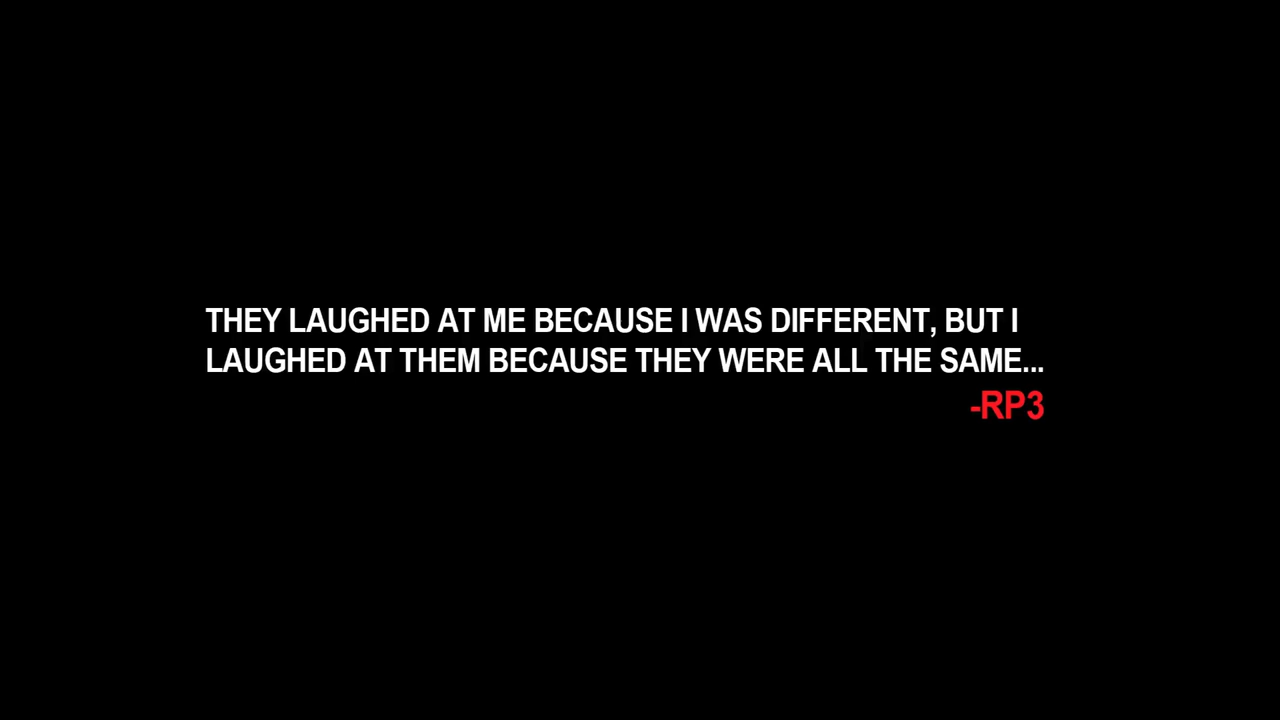 THEY LAUGHED AT ME BECAUSE I WAS DIFFERENT, BUT I
LAUGHED AT THEM BECAUSE THEY WERE ALL THE SAME...
-RP3